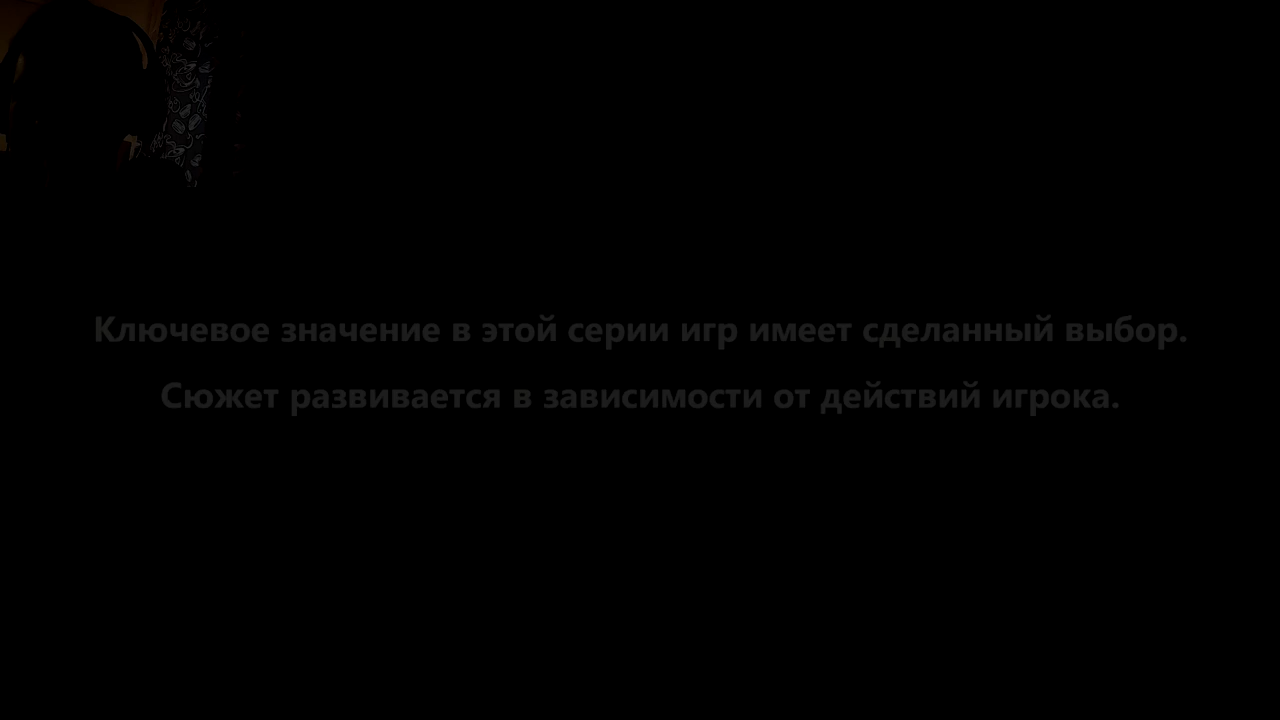 Ключевое значение в этой серии игр имеет сделанный выбор.
Сюжет развивается в зависимости от действий игрока.